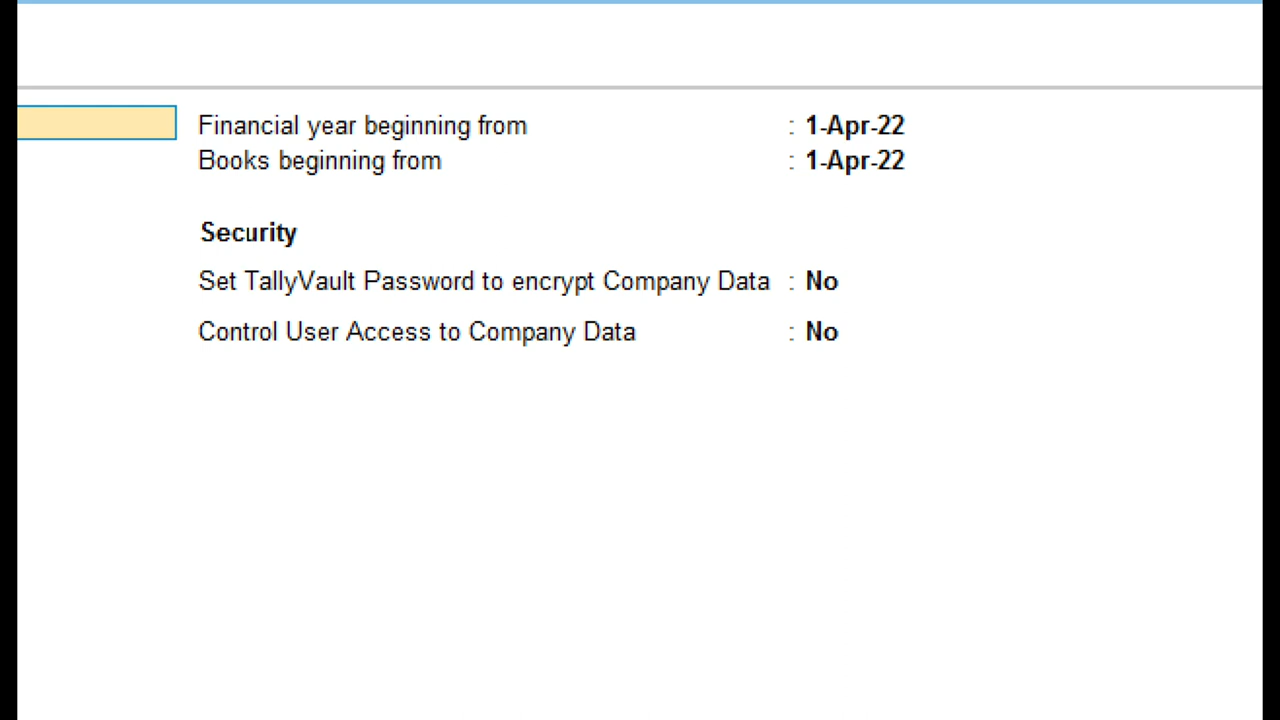 Financial year beginning from : 1-Apr-22
Books beginning from : 1-Apr-22
Security
Set TallyVault Password to encrypt Company Data : No
Control User Access to Company Data : No